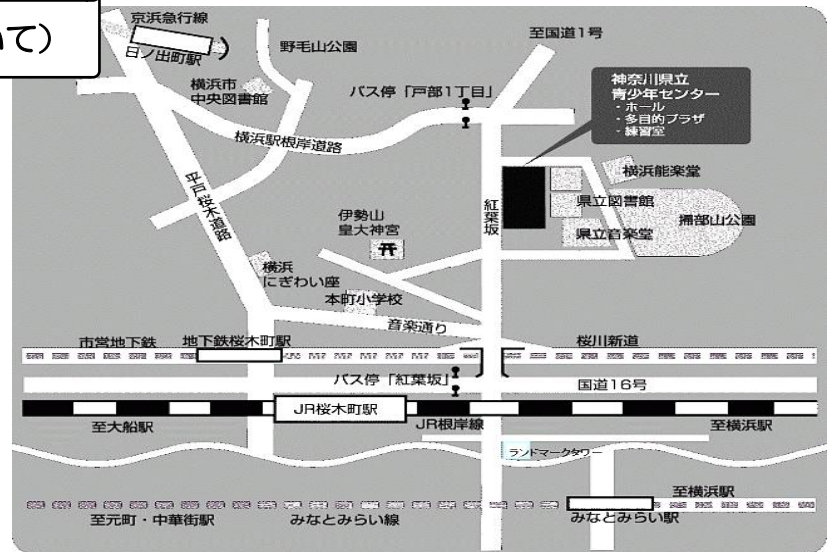 いて）
京浜急行線
日ノ出町駅
野毛山公園
至国道1号
横浜市
中央図書館
バス停「戸部1丁目」
神奈川県立
青少年センター
・ホール
・多目的プラザ
・練習室
横浜駅根岸道路
横浜能楽堂
平戸桜木道路
紅葉坂
県立図書館
伊勢山
皇大神宮
掃部山公園
県立音楽堂
横浜
にぎわい座
本町小学校
音楽通り
市営地下鉄
地下鉄桜木町駅
桜川新道
バス停「紅葉坂」
国道16号
JR桜木町駅
至大船駅
JR根岸線
至横浜駅
ランドマークタワー
至横浜駅
至元町・中華街駅
みなとみらい線
みなとみらい駅